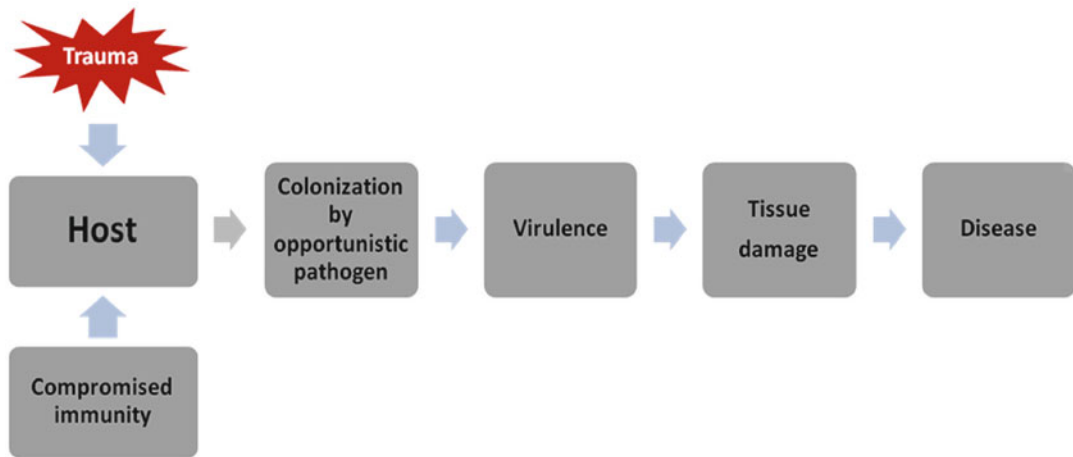 Trauma
Host
Colonization
by
opportunistic
pathogen
Virulence
Tissue
damage
Disease
Compromised
immunity